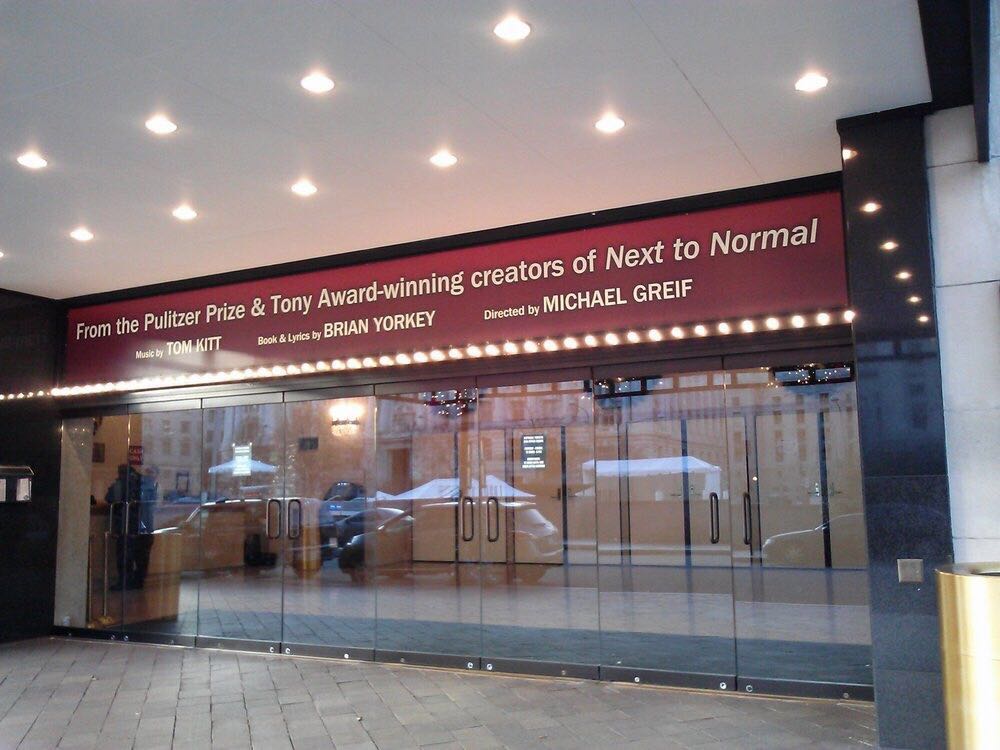 From the Pulitzer Prize & Tony Award-winning creators of Next to Normal
Music by TOM KITT Book & Lyrics by BRIAN YORKEY Directed by MICHAEL GREIF